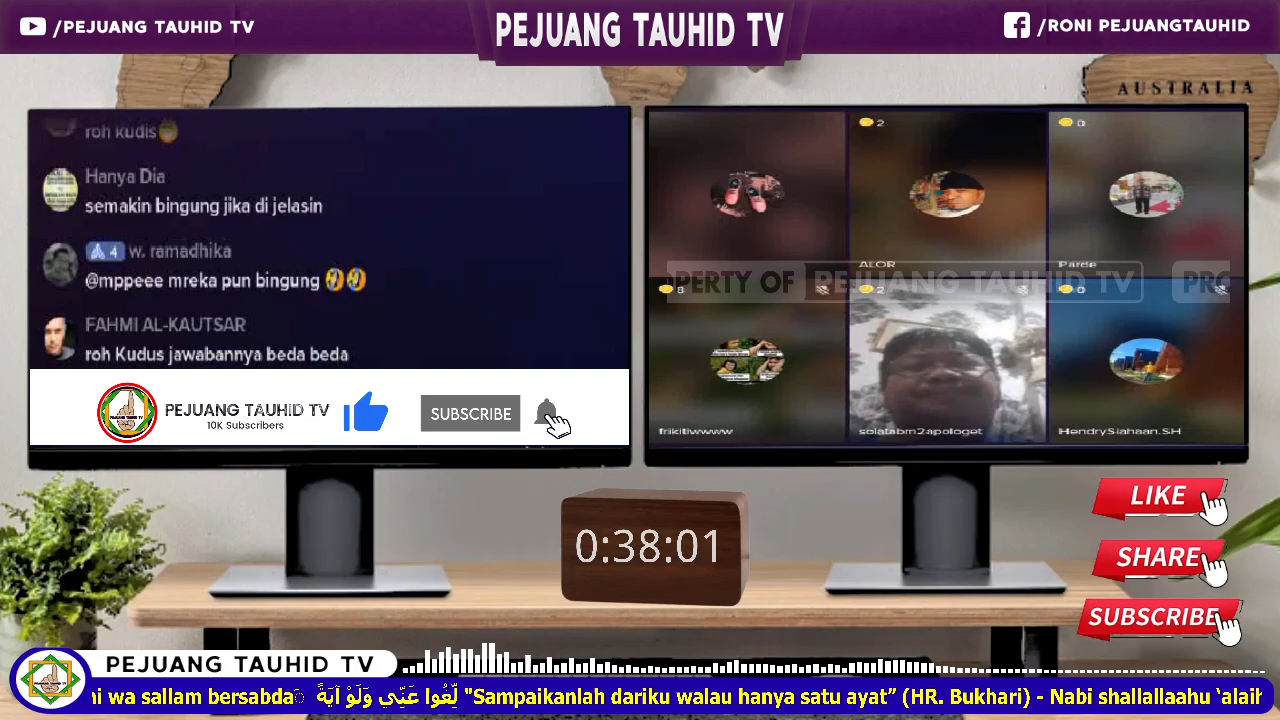 /PEJUANG TAUHID TV
PEJUANG TAUHID TV
/RONI PEJUANGTAUHID
AUSTRALIA
roh kudis
Hanya Dia
semakin bingung jika di jelasin
4 w. ramadhika
@mppeee mreka pun bingung 🤣🤣
FAHMI AL-KAUTSAR
roh Kudus jawabannya beda beda
PEJUANG TAUHID TV
10K Subscribers
SUBSCRIBE
2
0
ALOR
Parde
PERTY OF PEJUANG TAUHID TV PRO
8
2
0
frikitiwwww
solatabm2apologet
HendrySiahaan.SH
0:38:01
LIKE
SHARE
SUBSCRIBE
PEJUANG TAUHID TV
ni wa sallam bersabda لِّغُوا عَنِّي وَلَوْ آيَةً "Sampaikanlah dariku walau hanya satu ayat” (HR. Bukhari) - Nabi shallallaahu ‘alaih